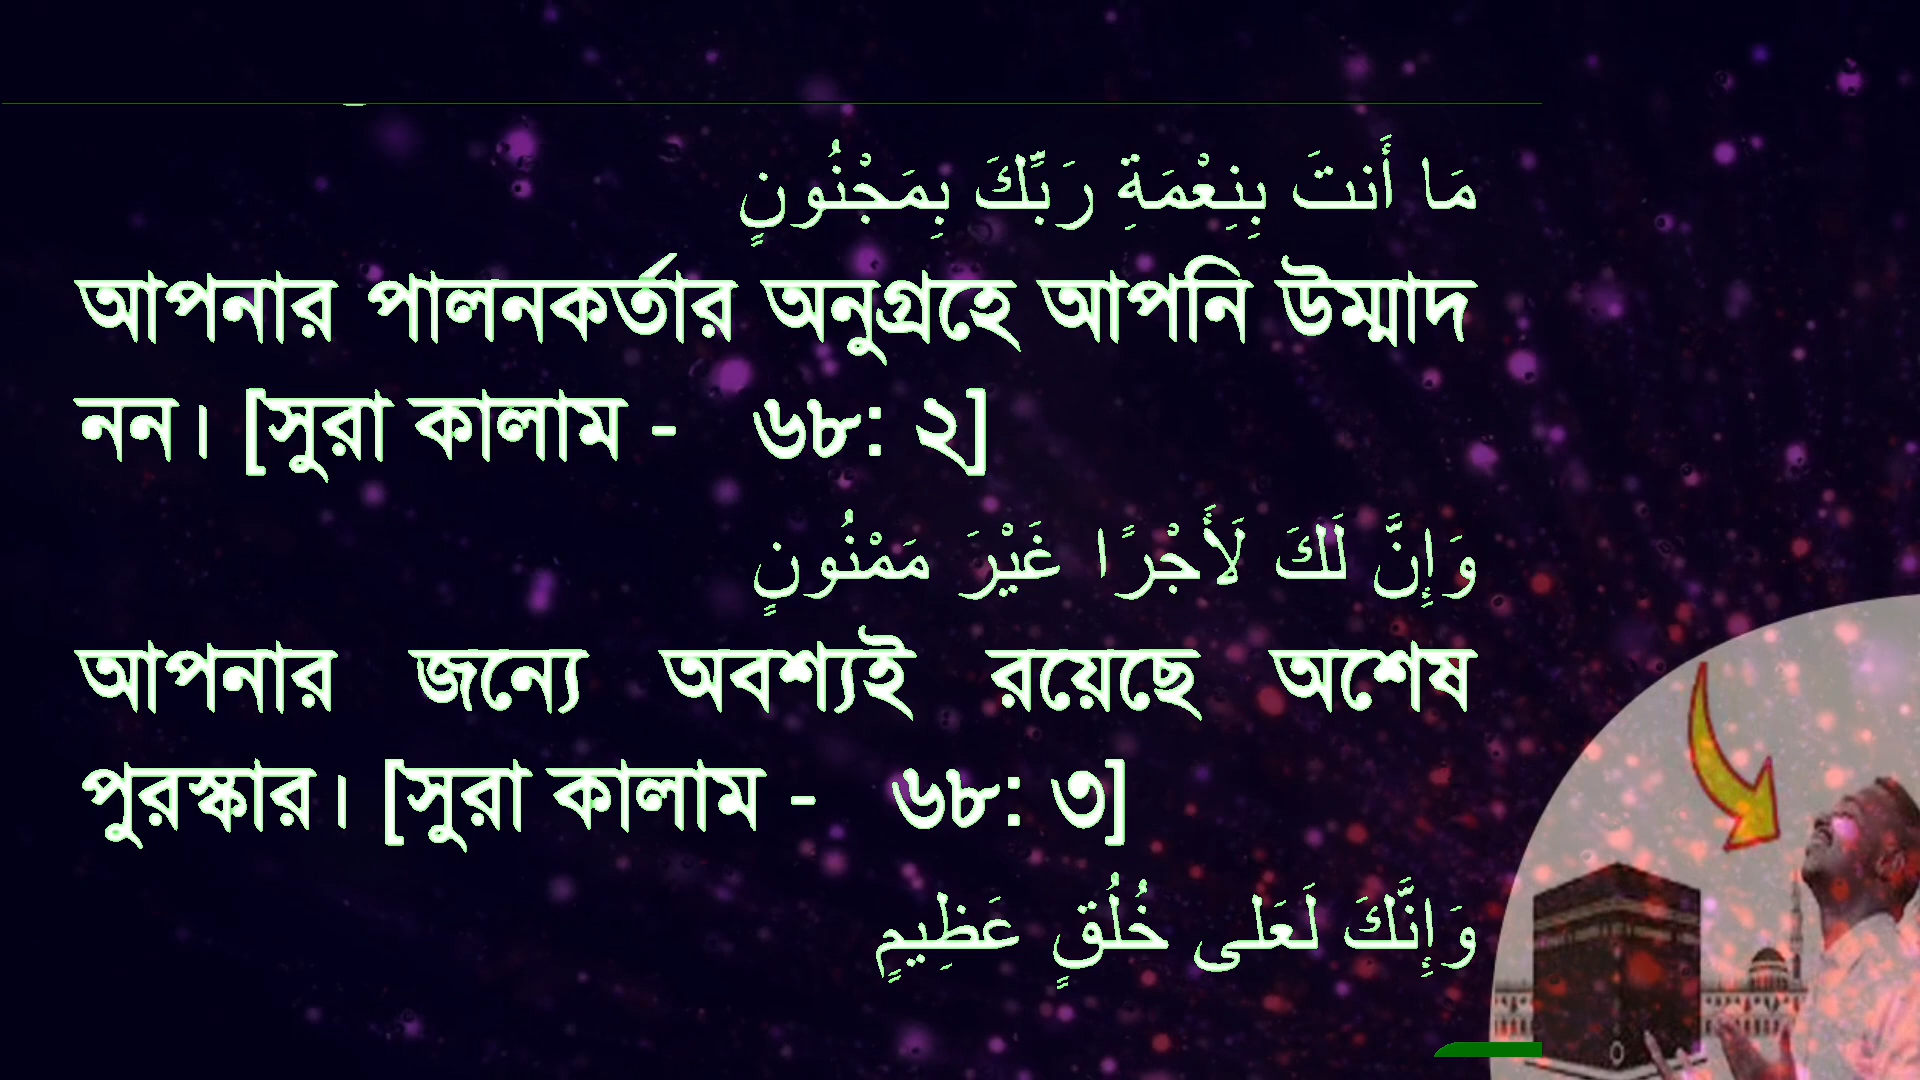 مَا أَنتَ بِنِعْمَةِ رَبِّكَ بِمَجْنُونٍ
আপনার পালনকর্তার অনুগ্রহে আপনি উম্মাদ
নন। [সুরা কালাম - ৬৮: ২]
وَإِنَّ لَكَ لَأَجْرًا غَيْرَ مَمْنُونٍ
আপনার জন্যে অবশ্যই রয়েছে অশেষ
পুরস্কার। [সুরা কালাম - ৬৮: ৩]
وَإِنَّكَ لَعَلى خُلُقٍ عَظِيمٍ